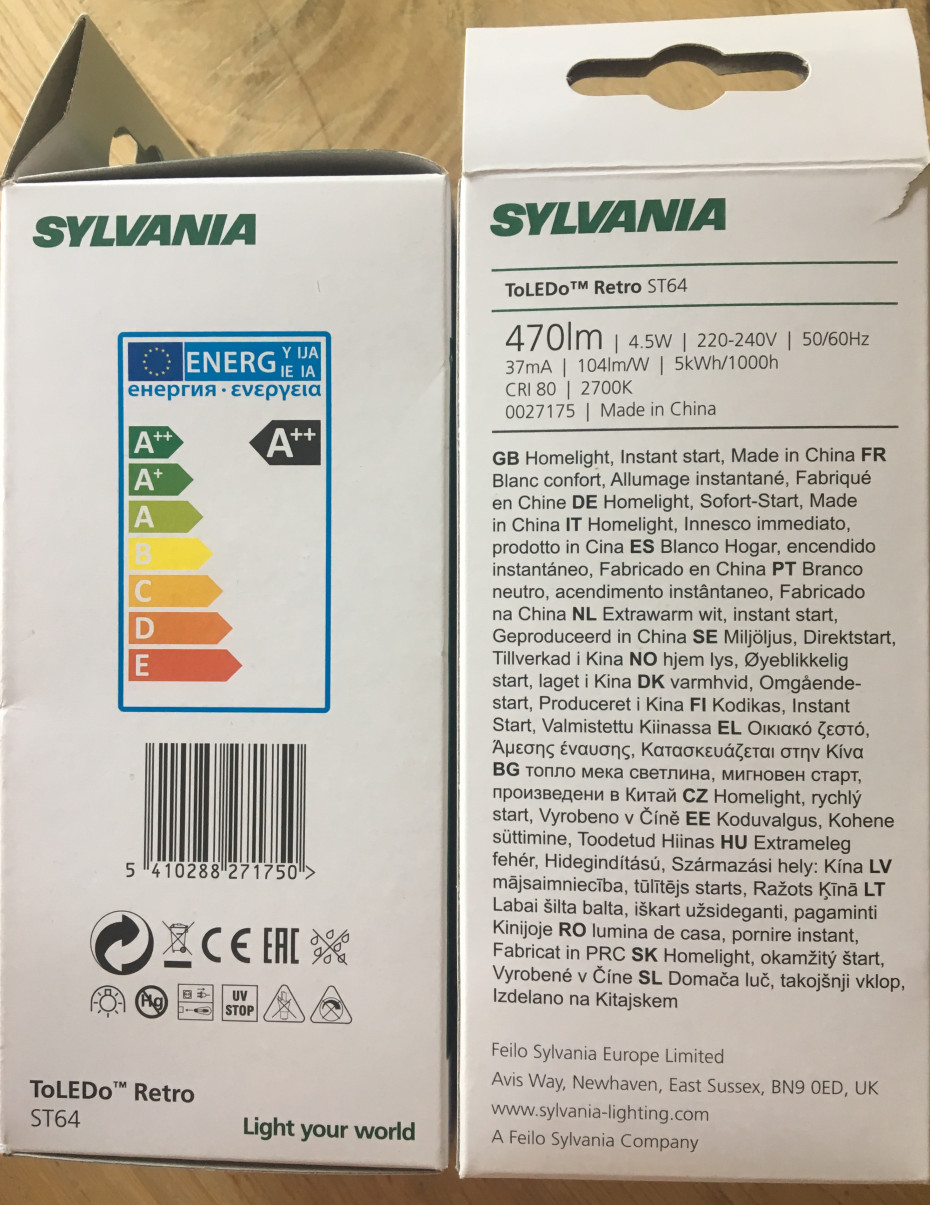 SYLVANIA
ENERG Y IJA
IE IA
енергия · ενεργεια
A++
A++
A+
A
B
C
D
E
5 410288 271750 >
CE EAC
Hg
UV
STOP
ToLEDo™ Retro
ST64
Light your world
SYLVANIA
ToLEDo™ Retro ST64
470lm | 4.5W | 220-240V | 50/60Hz
37mA | 104lm/W | 5kWh/1000h
CRI 80 | 2700K
0027175 | Made in China
GB Homelight, Instant start, Made in China FR
Blanc confort, Allumage instantané, Fabriqué
en Chine DE Homelight, Sofort-Start, Made
in China IT Homelight, Innesco immediato,
prodotto in Cina ES Blanco Hogar, encendido
instantáneo, Fabricado en China PT Branco
neutro, acendimento instântaneo, Fabricado
na China NL Extrawarm wit, instant start,
Geproduceerd in China SE Miljöljus, Direktstart,
Tillverkad i Kina NO hjem lys, Øyeblikkelig
start, laget i Kina DK varmhvid, Omgående-
start, Produceret i Kina FI Kodikas, Instant
Start, Valmistettu Kiinassa EL Οικιακό ζεστό,
Άμεσης έναυσης, Κατασκευάζεται στην Κίνα
BG топло мека светлина, мигновен старт,
произведени в Китай CZ Homelight, rychlý
start, Vyrobeno v Číně EE Koduvalgus, Kohene
süttimine, Toodetud Hiinas HU Extrameleg
fehér, Hidegindítású, Származási hely: Kína LV
mājsaimniecība, tūlītējs starts, Ražots Ķīnā LT
Labai šilta balta, iškart užsideganti, pagaminti
Kinijoje RO lumina de casa, pornire instant,
Fabricat in PRC SK Homelight, okamžitý štart,
Vyrobené v Číne SL Domača luč, takojšnji vklop,
Izdelano na Kitajskem
Feilo Sylvania Europe Limited
Avis Way, Newhaven, East Sussex, BN9 0ED, UK
www.sylvania-lighting.com
A Feilo Sylvania Company